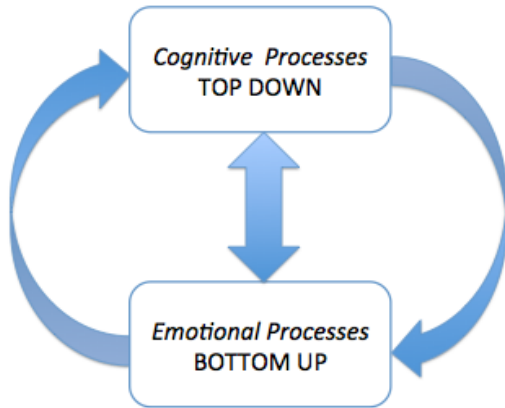 Cognitive Processes
TOP DOWN
Emotional Processes
BOTTOM UP